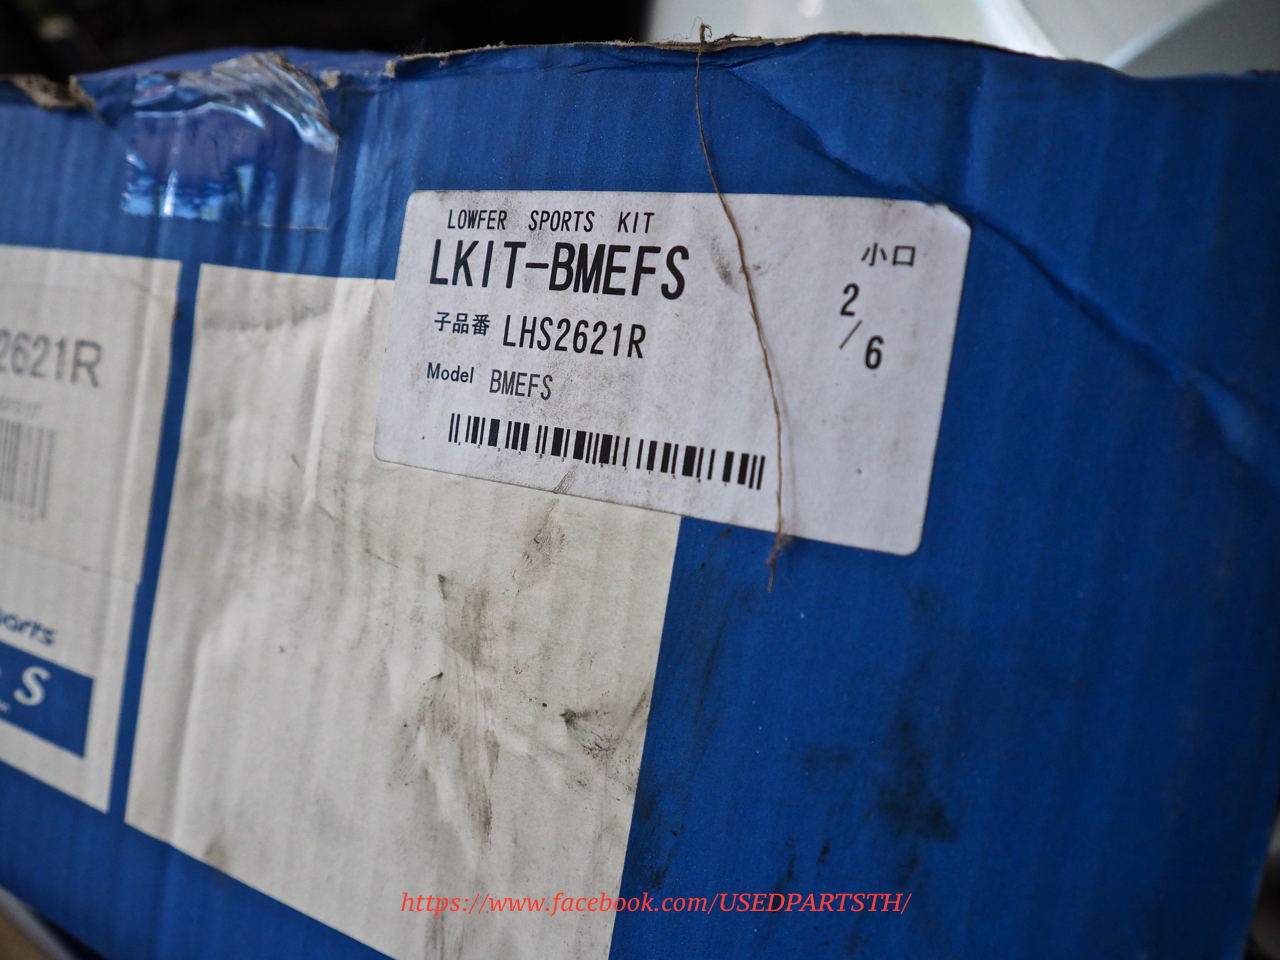 LOWFER SPORTS KIT
LKIT-BMEFS
子品番 LHS2621R
Model BMEFS
小口
2/6
2621R
orts
S
https://www.facebook.com/USEDPARTSTH/